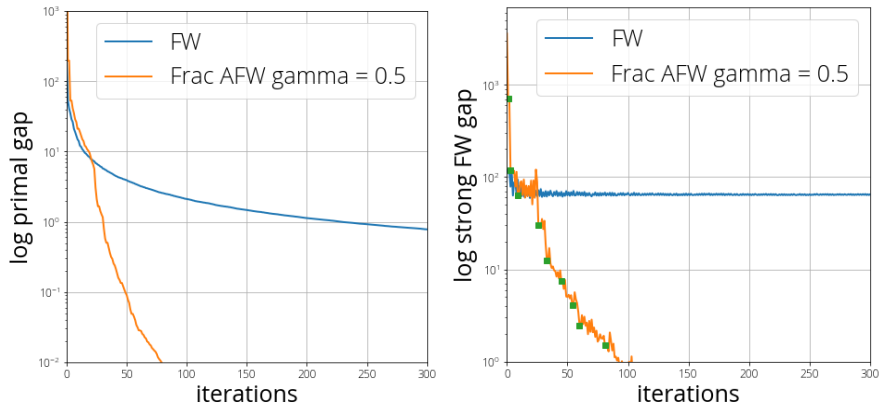 log primal gap
10³
10²
10¹
10⁰
10⁻¹
10⁻²
FW
Frac AFW gamma = 0.5
0 50 100 150 200 250 300
iterations
log strong FW gap
10³
10²
10¹
10⁰
FW
Frac AFW gamma = 0.5
0 50 100 150 200 250 300
iterations